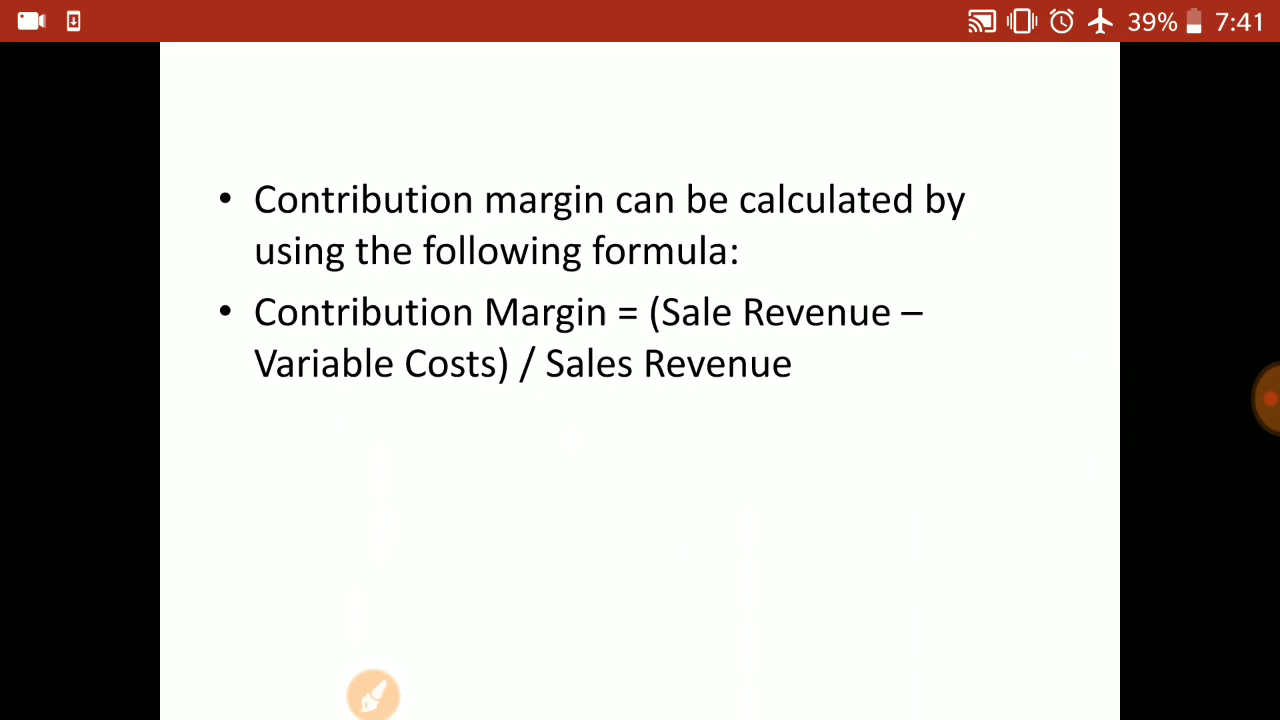 39% 7:41
• Contribution margin can be calculated by
using the following formula:
• Contribution Margin = (Sale Revenue –
Variable Costs) / Sales Revenue